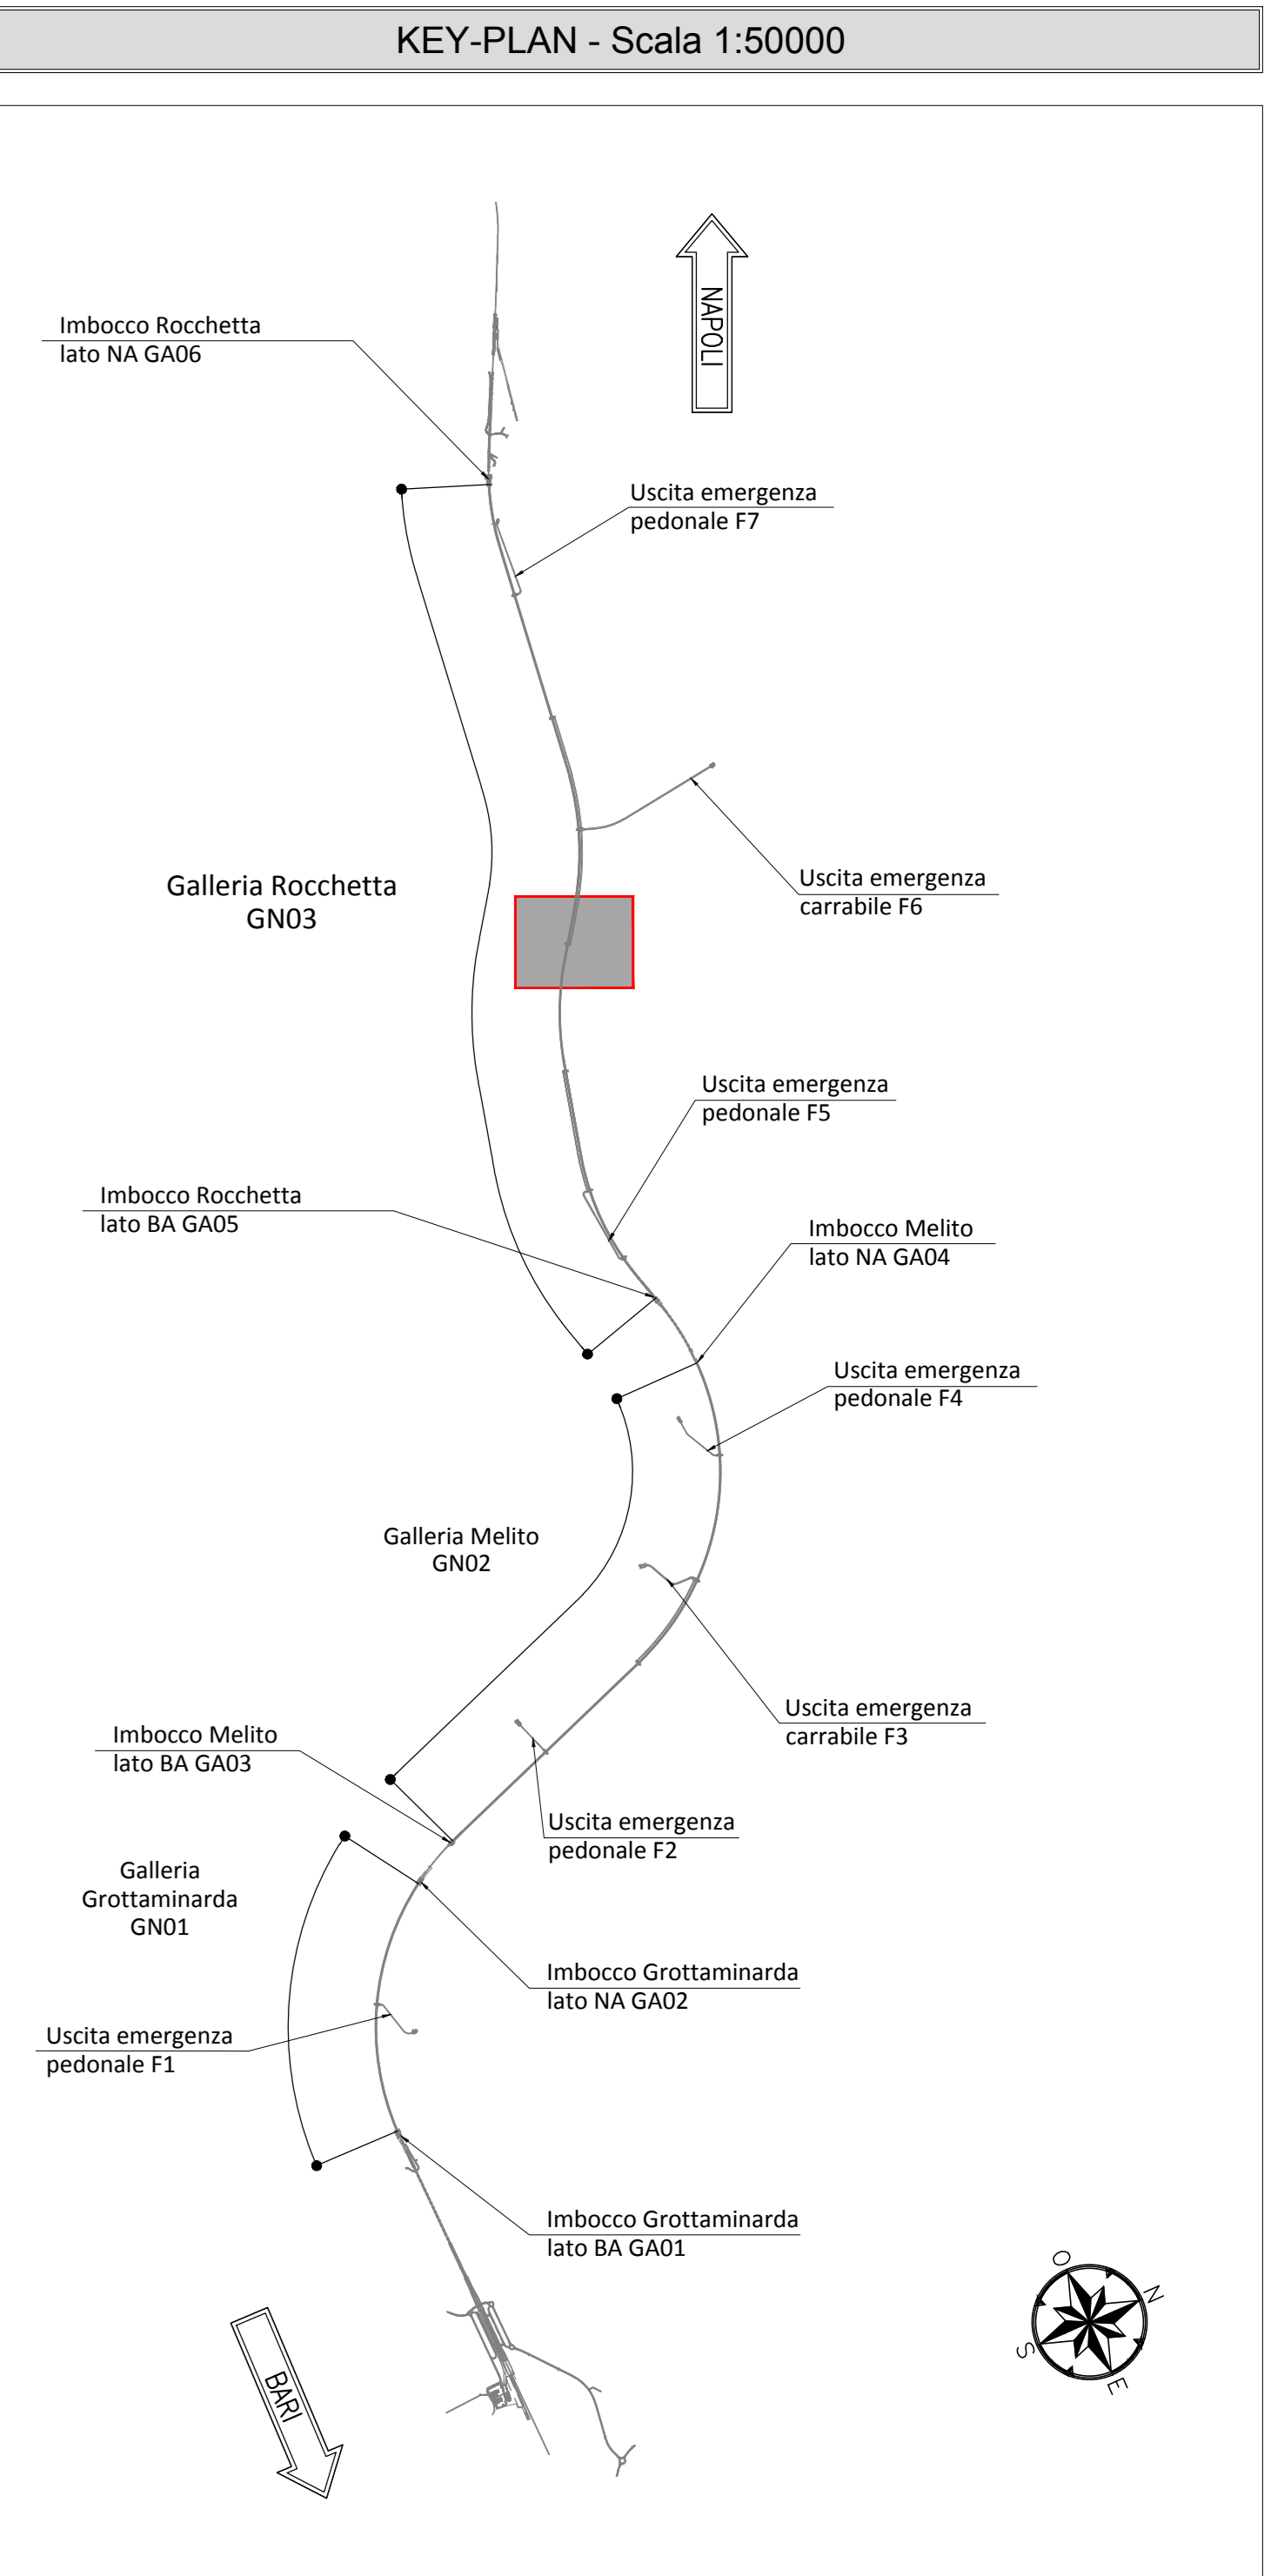 KEY-PLAN - Scala 1:50000
NAPOLI
Imbocco Rocchetta
lato NA GA06
Uscita emergenza
pedonale F7
Galleria Rocchetta
GN03
Uscita emergenza
carrabile F6
Uscita emergenza
pedonale F5
Imbocco Rocchetta
lato BA GA05
Imbocco Melito
lato NA GA04
Uscita emergenza
pedonale F4
Galleria Melito
GN02
Uscita emergenza
carrabile F3
Imbocco Melito
lato BA GA03
Uscita emergenza
pedonale F2
Galleria
Grottaminarda
GN01
Imbocco Grottaminarda
lato NA GA02
Uscita emergenza
pedonale F1
Imbocco Grottaminarda
lato BA GA01
O
N
S
E
BARI